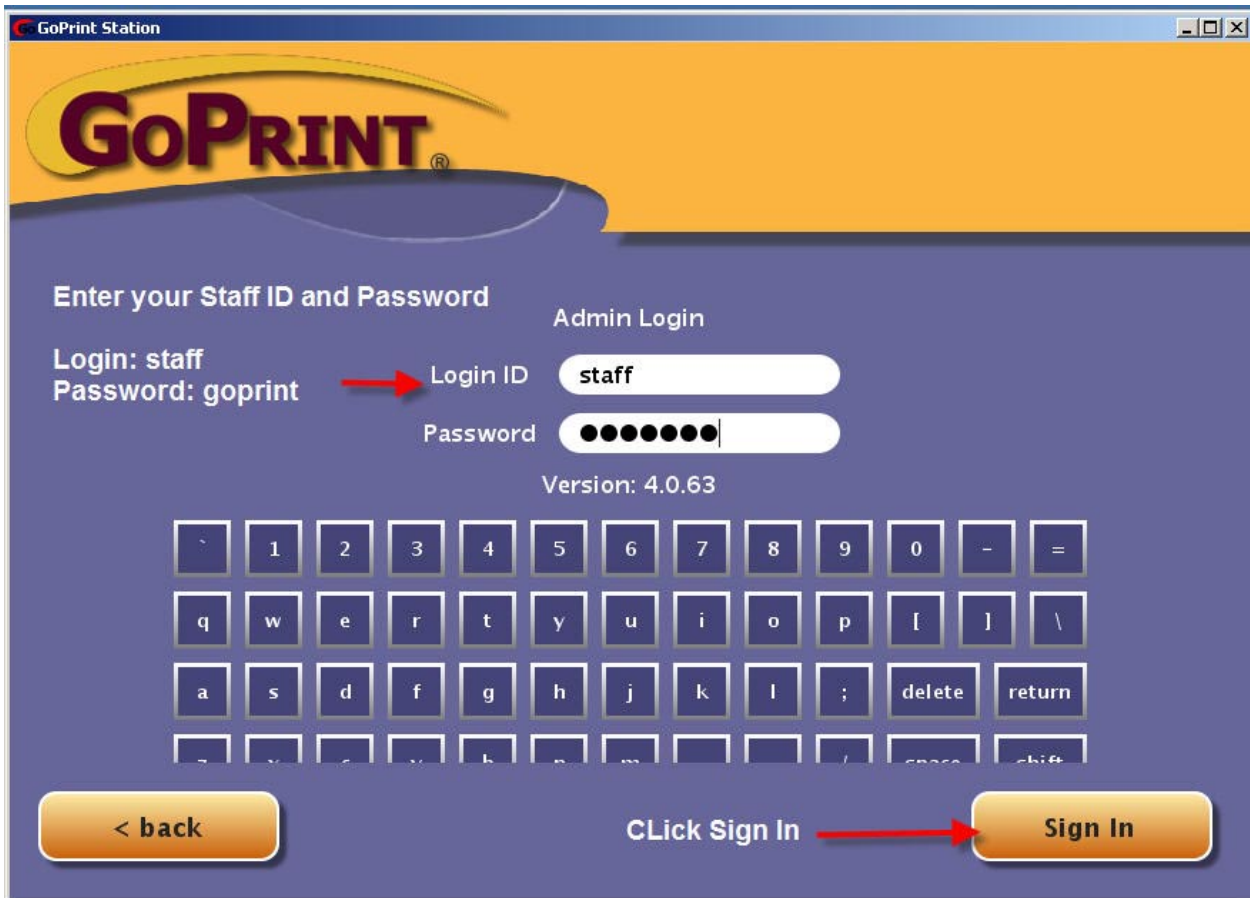 GoPrint Station
GOPRINT®
Enter your Staff ID and Password
Admin Login
Login: staff
Password: goprint
Login ID staff
Password ●●●●●●●
Version: 4.0.63
` 1 2 3 4 5 6 7 8 9 0 - =
q w e r t y u i o p [ ] \
a s d f g h j k l ; delete return
z x c v b n m / space shift
< back
CLick Sign In
Sign In